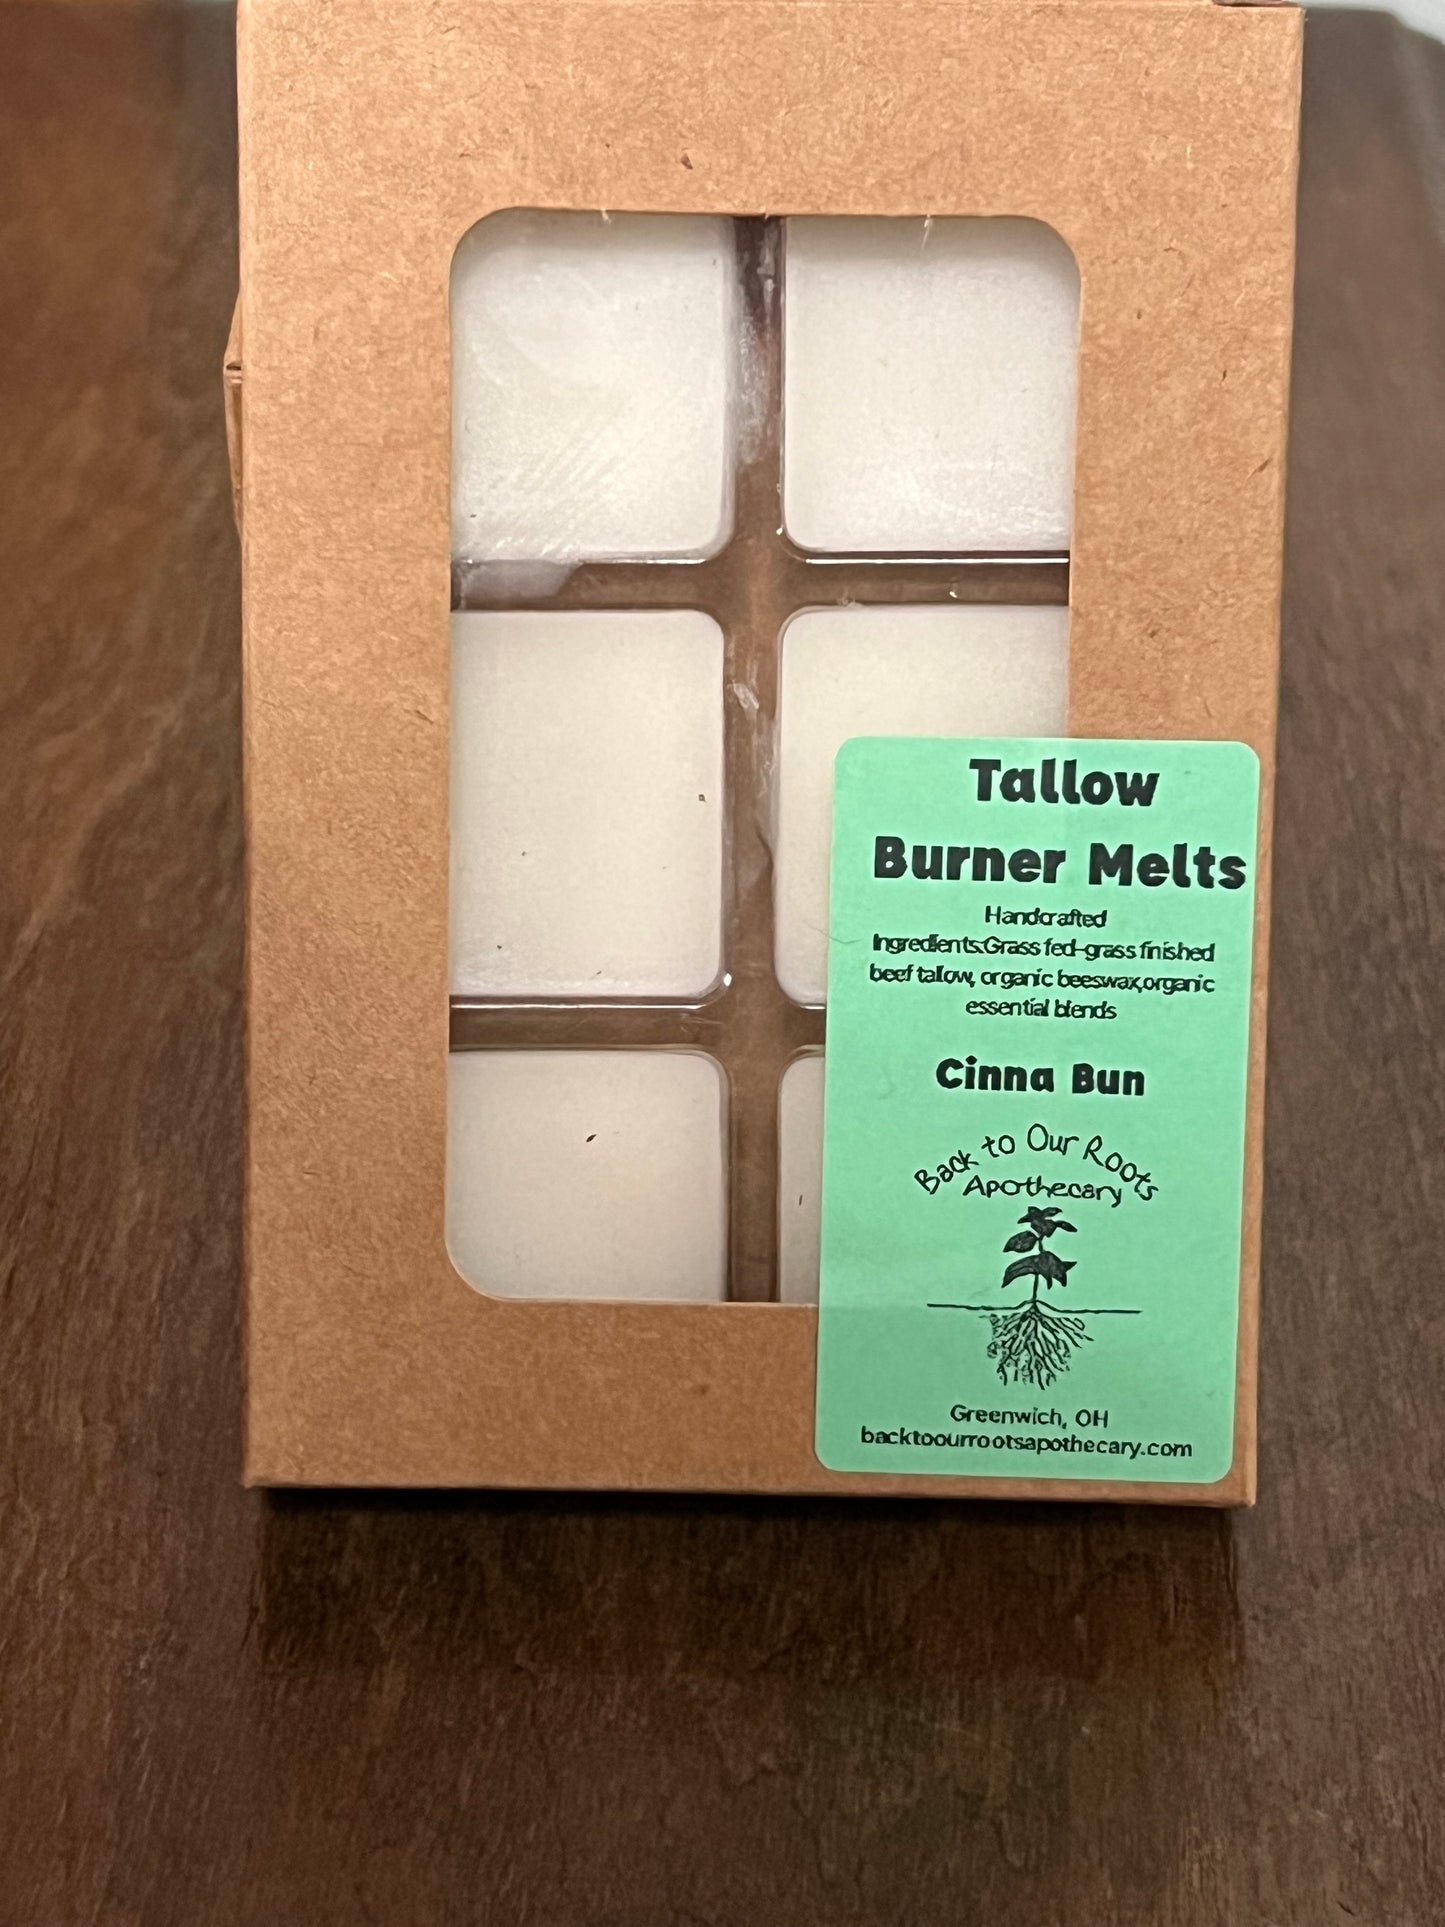 Tallow
Burner Melts
Handcrafted
Ingredients:Grass fed-grass finished
beef tallow, organic beeswax,organic
essential blends
Cinna Bun
Back to Our Roots
Apothecary
Greenwich, OH
backtoourrootsapothecary.com